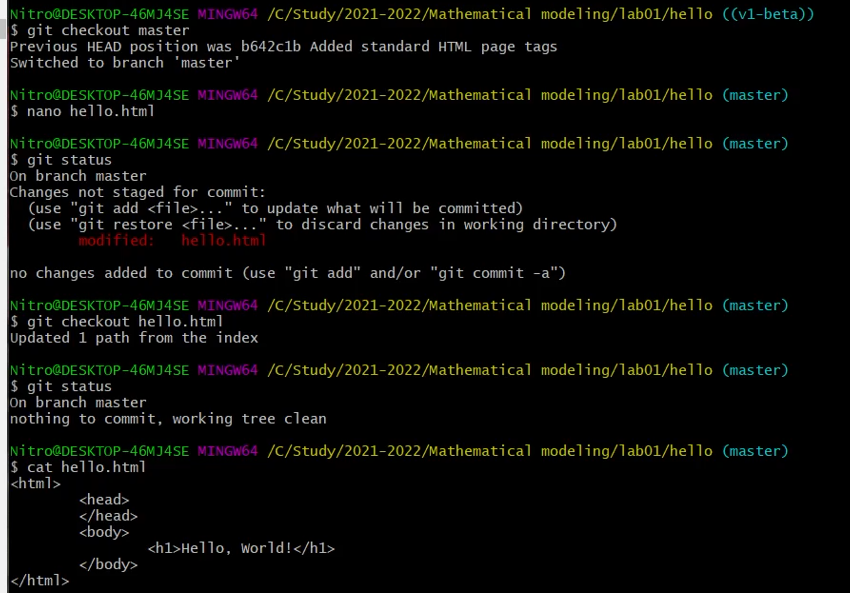 Nitro@DESKTOP-46MJ4SE MINGW64 /C/Study/2021-2022/Mathematical modeling/lab01/hello ((v1-beta))
$ git checkout master
Previous HEAD position was b642c1b Added standard HTML page tags
Switched to branch 'master'
Nitro@DESKTOP-46MJ4SE MINGW64 /C/Study/2021-2022/Mathematical modeling/lab01/hello (master)
$ nano hello.html
Nitro@DESKTOP-46MJ4SE MINGW64 /C/Study/2021-2022/Mathematical modeling/lab01/hello (master)
$ git status
On branch master
Changes not staged for commit:
  (use "git add <file>..." to update what will be committed)
  (use "git restore <file>..." to discard changes in working directory)
        modified:   hello.html
no changes added to commit (use "git add" and/or "git commit -a")
Nitro@DESKTOP-46MJ4SE MINGW64 /C/Study/2021-2022/Mathematical modeling/lab01/hello (master)
$ git checkout hello.html
Updated 1 path from the index
Nitro@DESKTOP-46MJ4SE MINGW64 /C/Study/2021-2022/Mathematical modeling/lab01/hello (master)
$ git status
On branch master
nothing to commit, working tree clean
Nitro@DESKTOP-46MJ4SE MINGW64 /C/Study/2021-2022/Mathematical modeling/lab01/hello (master)
$ cat hello.html
<html>
        <head>
        </head>
        <body>
                <h1>Hello, World!</h1>
        </body>
</html>